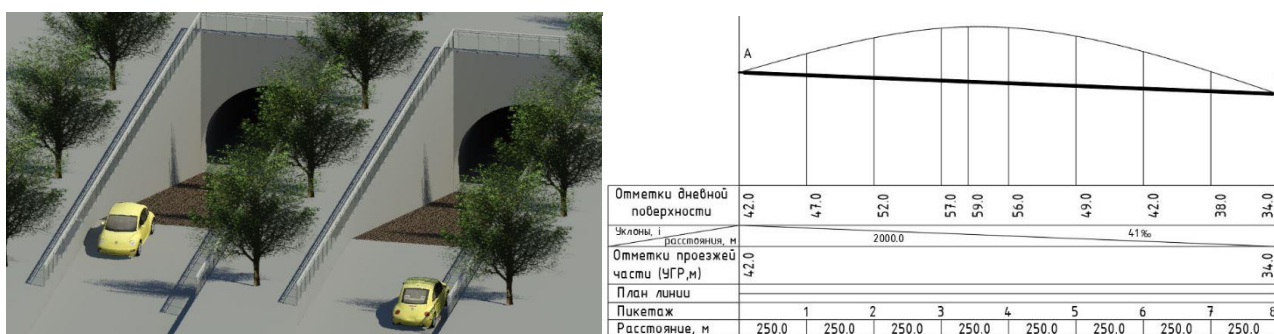 A
Отметки дневной
поверхности
42.0 47.0 52.0 57.0 59.0 56.0 49.0 42.0 38.0 34.0
Уклоны, i
расстояния, м
2000.0 41‰
Отметки проезжей
части (УГР,м)
42.0 34.0
План линии
Пикетаж 1 2 3 4 5 6 7 8
Расстояние, м 250.0 250.0 250.0 250.0 250.0 250.0 250.0 250.0